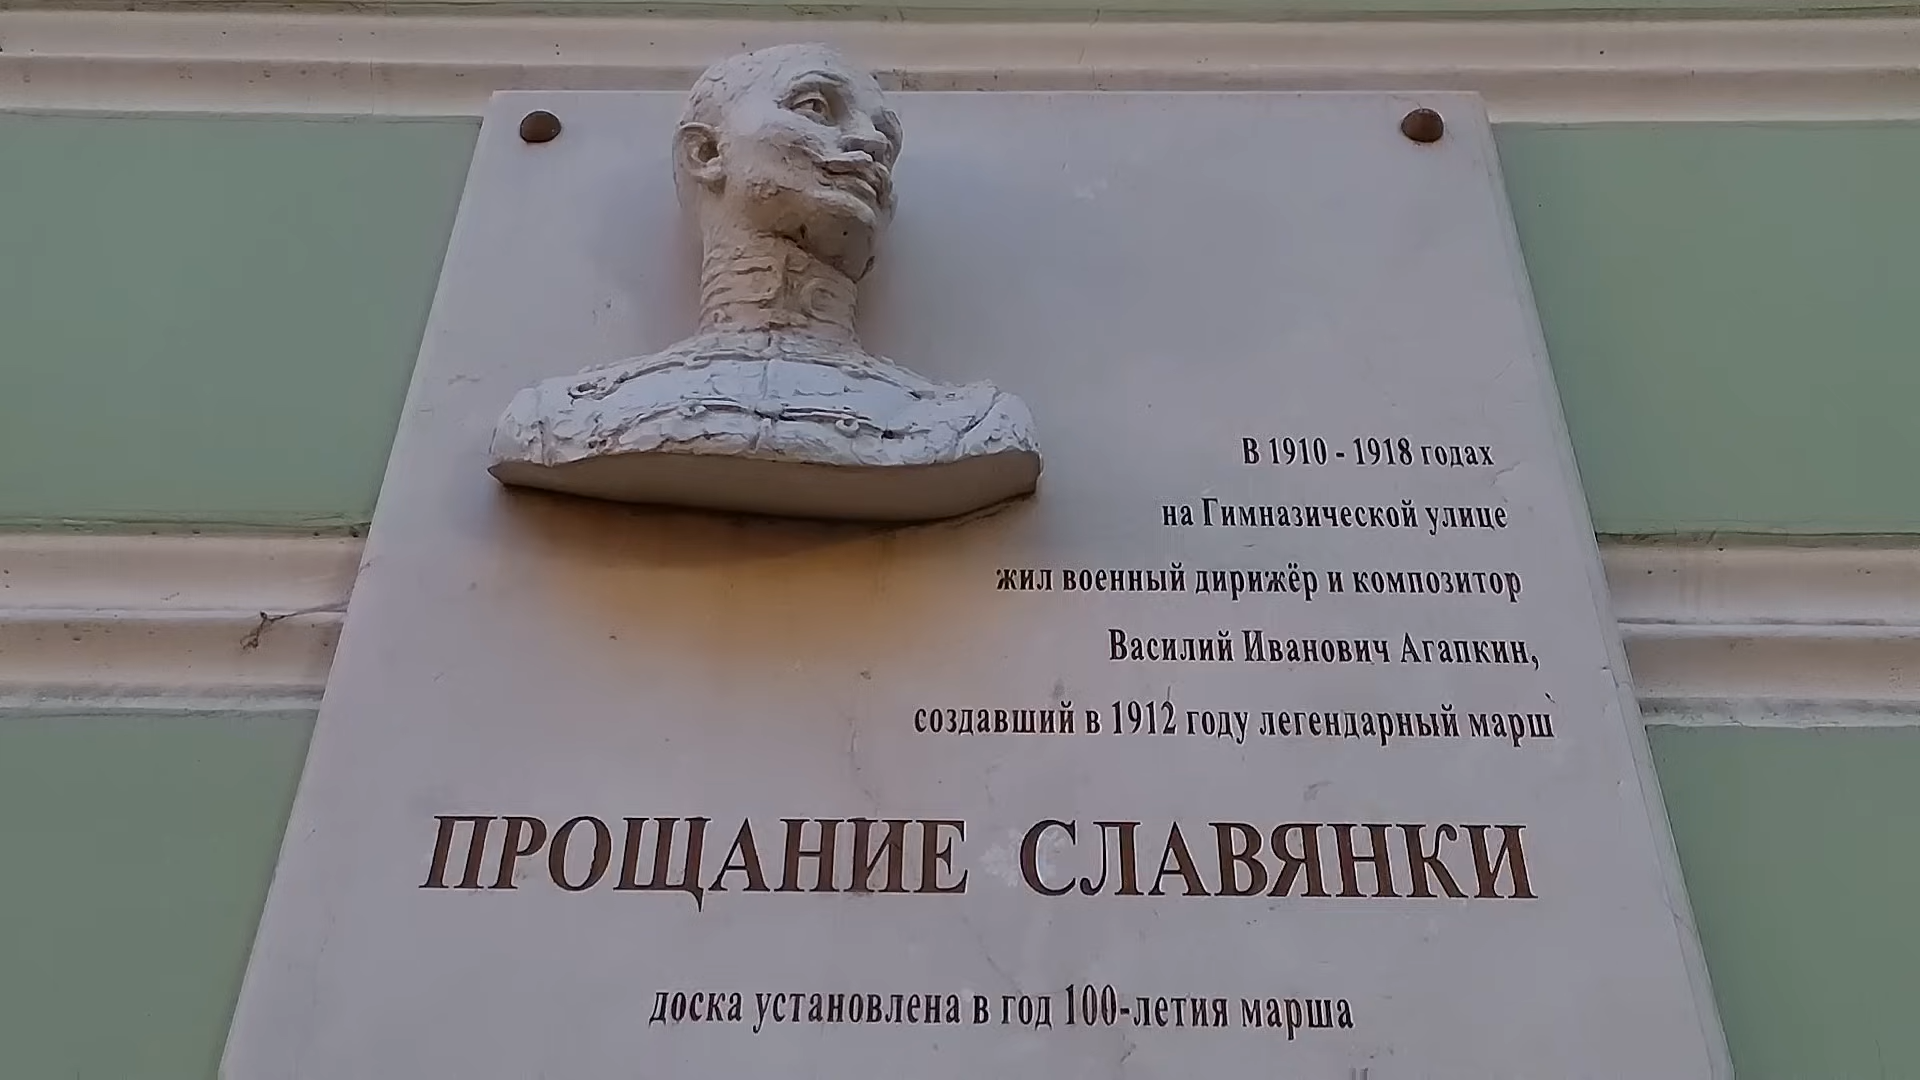 В 1910 - 1918 годах
на Гимназической улице
жил военный дирижёр и композитор
Василий Иванович Агапкин,
создавший в 1912 году легендарный марш
ПРОЩАНИЕ СЛАВЯНКИ
доска установлена в год 100-летия марша